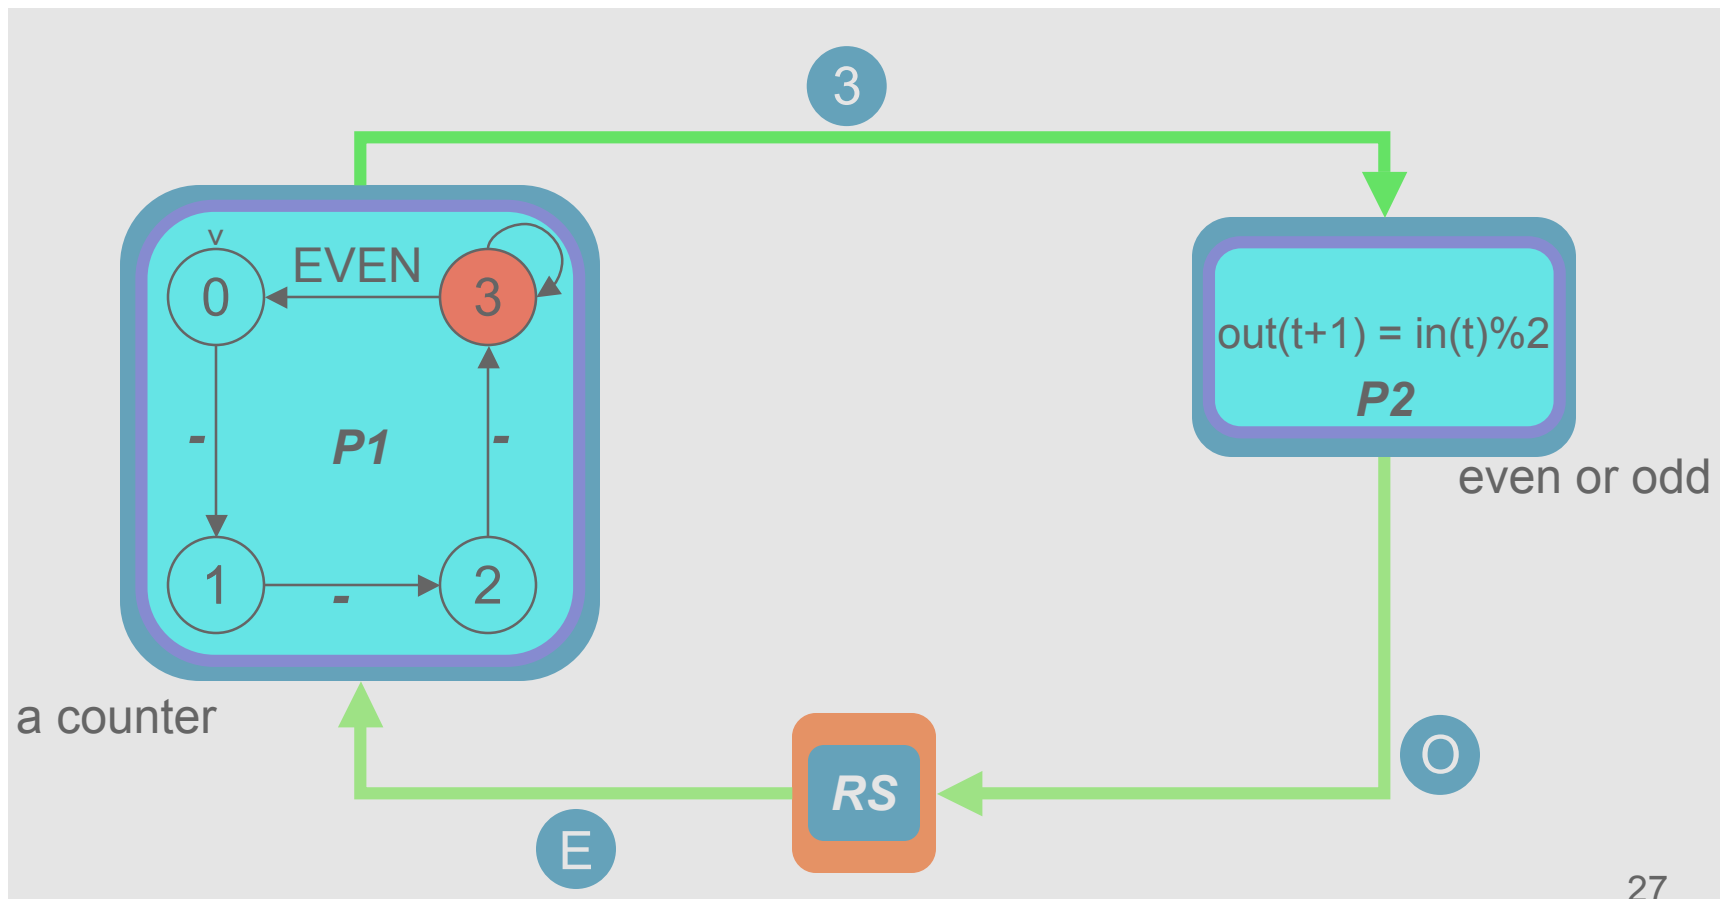 3
v
0
EVEN
3
-
P1
-
1
-
2
a counter
out(t+1) = in(t)%2
P2
even or odd
RS
O
E
27